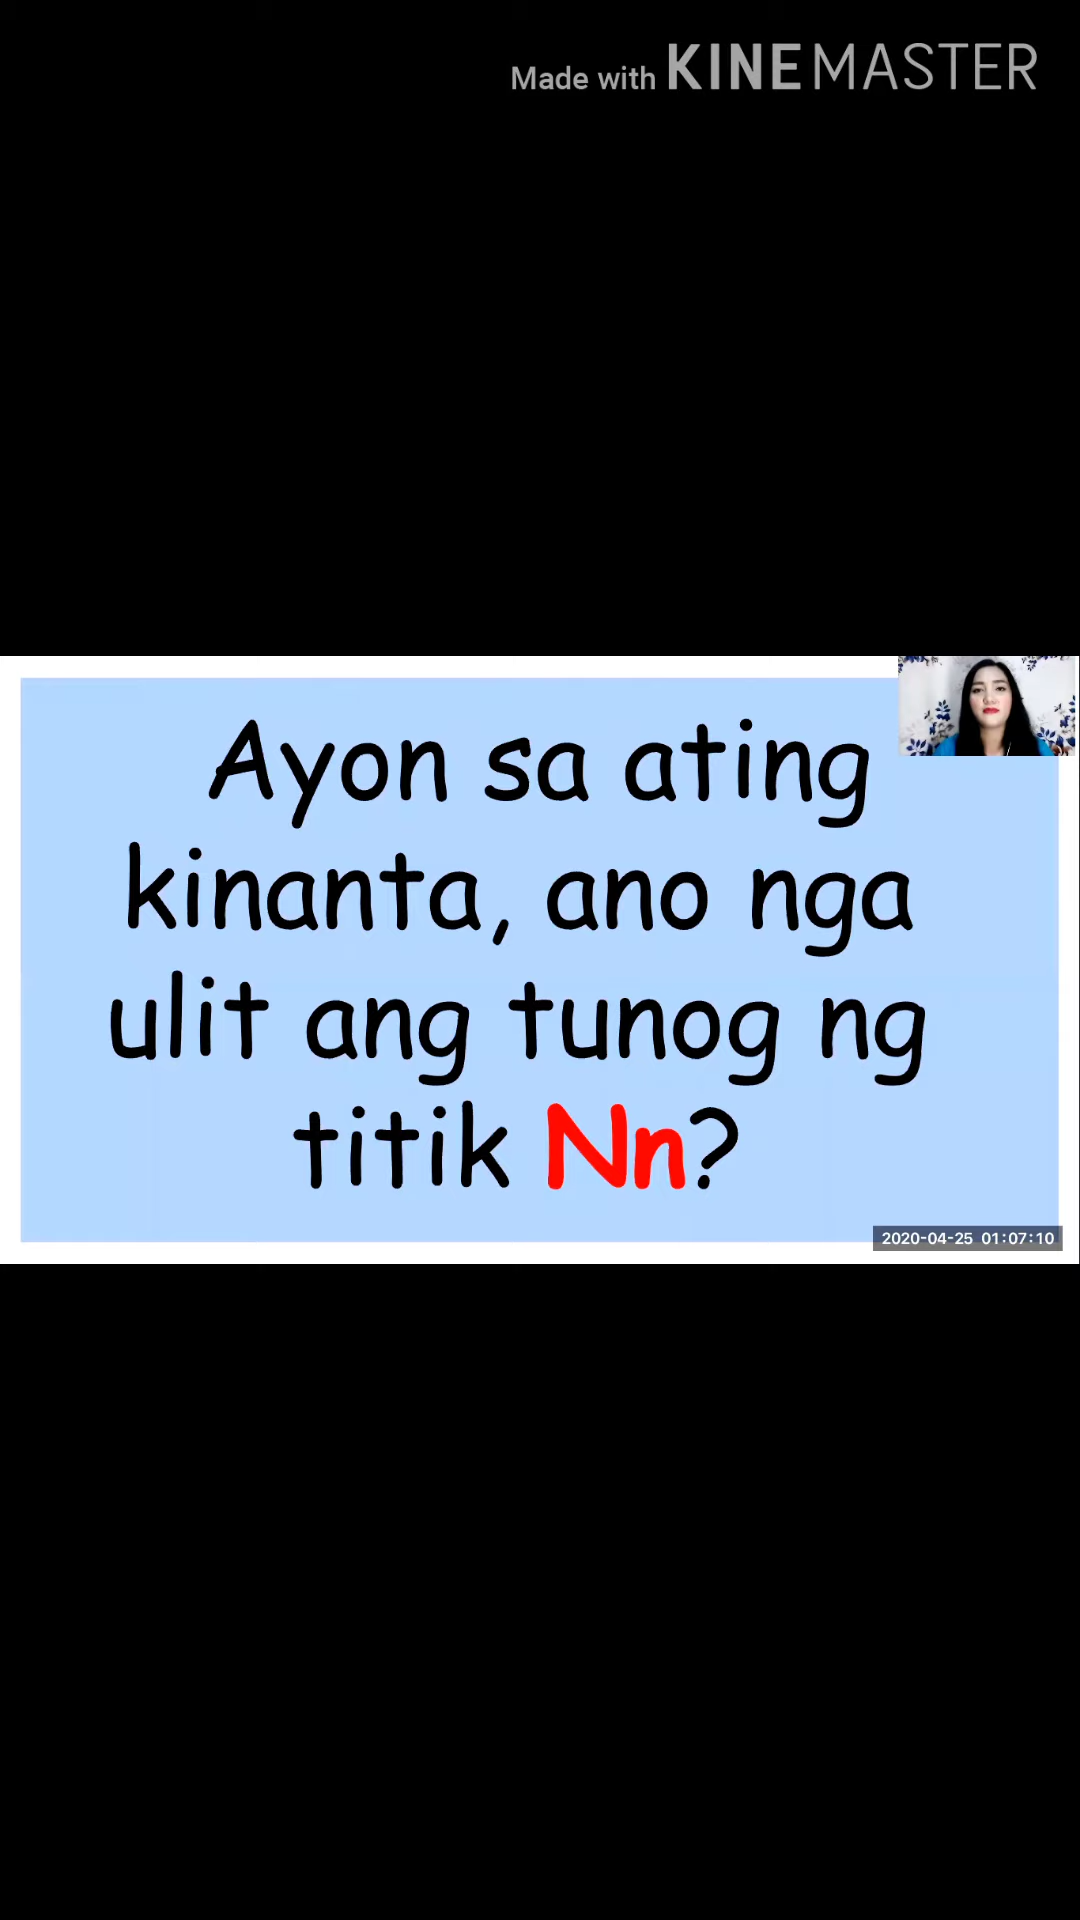 Made with KINEMASTER
Ayon sa ating
kinanta, ano nga
ulit ang tunog ng
titik Nn?
2020-04-25 01:07:10